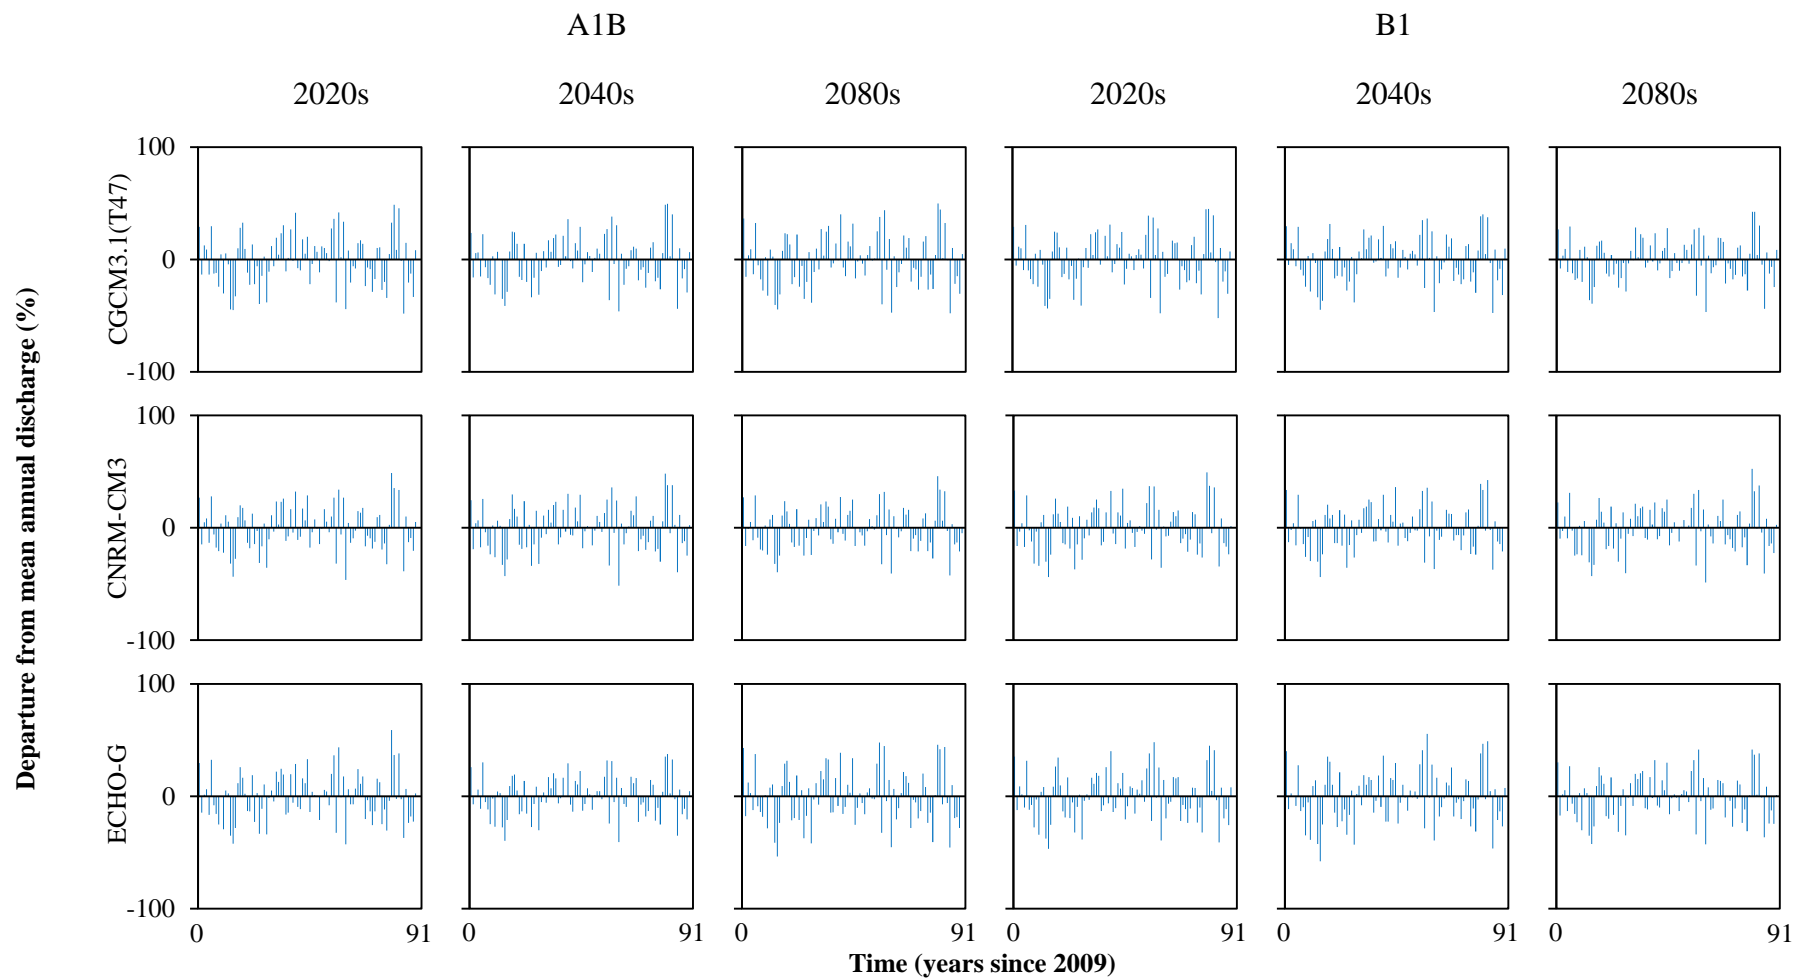 A1B B1
2020s 2040s 2080s 2020s 2040s 2080s
Departure from mean annual discharge (%)
CGCM3.1(T47)
100
0
-100
CNRM-CM3
100
0
-100
ECHO-G
100
0
-100
0 91 0 91 0 91 0 91 0 91 0 91
Time (years since 2009)